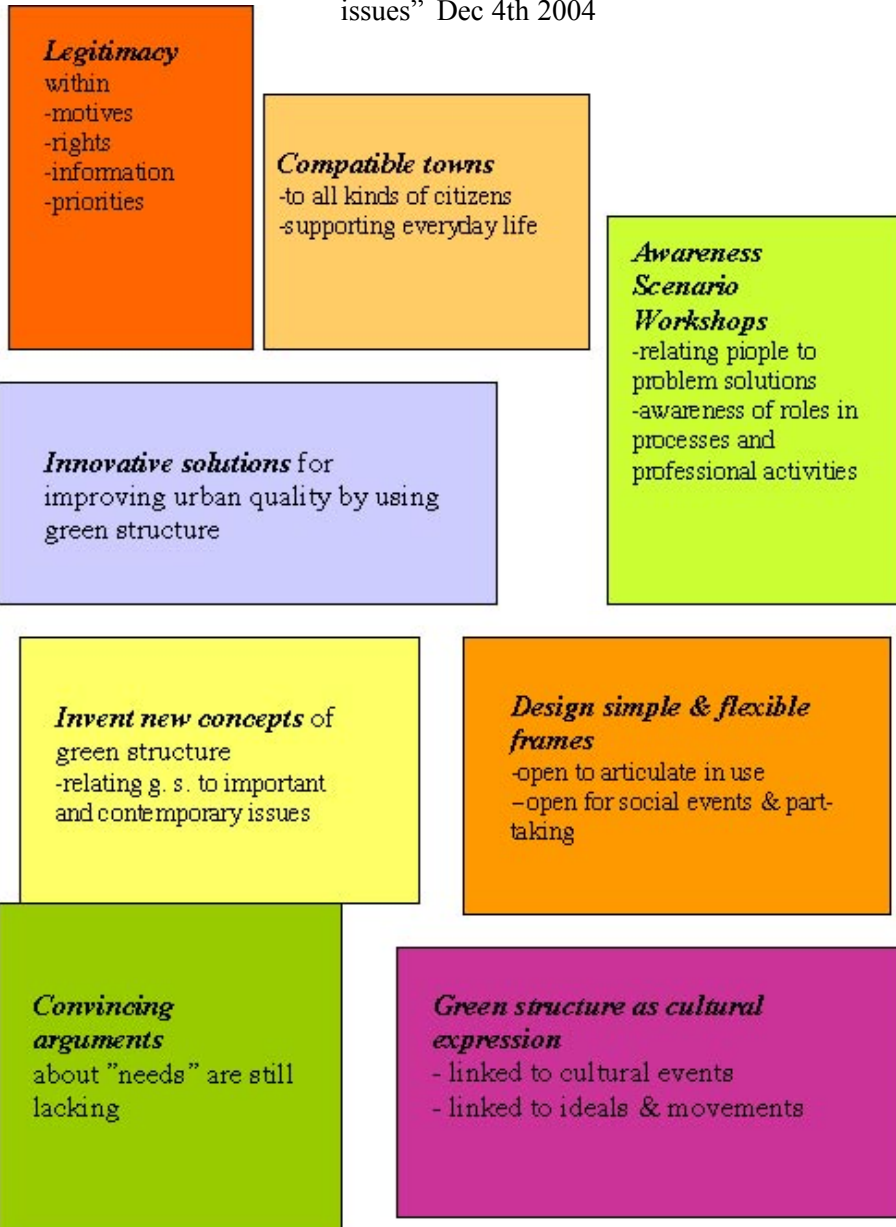 issues” Dec 4th 2004
Legitimacy
within
-motives
-rights
-information
-priorities
Compatible towns
-to all kinds of citizens
-supporting everyday life
Awareness
Scenario
Workshops
-relating piople to
problem solutions
-awareness of roles in
processes and
professional activities
Innovative solutions for
improving urban quality by using
green structure
Invent new concepts of
green structure
-relating g. s. to important
and contemporary issues
Design simple & flexible
frames
-open to articulate in use
–open for social events & part-
taking
Convincing
arguments
about ”needs” are still
lacking
Green structure as cultural
expression
- linked to cultural events
- linked to ideals & movements